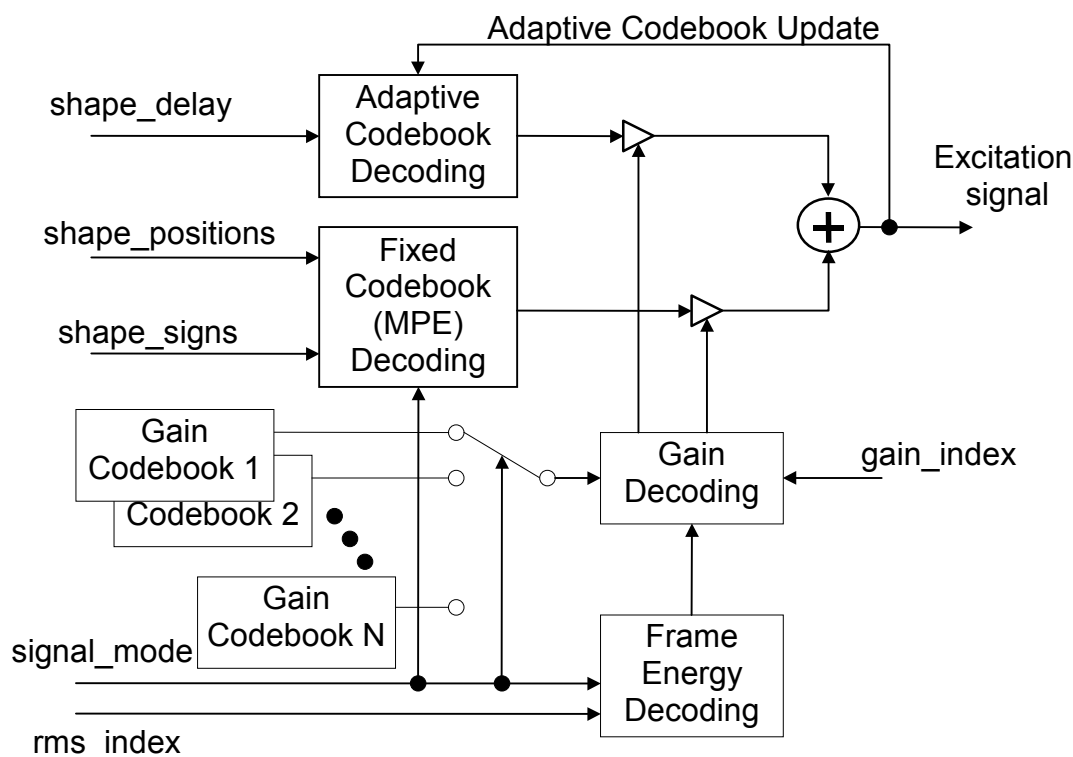 Adaptive Codebook Update
shape_delay
Adaptive
Codebook
Decoding
Excitation
signal
shape_positions
shape_signs
Fixed
Codebook
(MPE)
Decoding
Gain
Codebook 1
Codebook 2
Gain
Codebook N
Gain
Decoding
gain_index
signal_mode
rms_index
Frame
Energy
Decoding
+